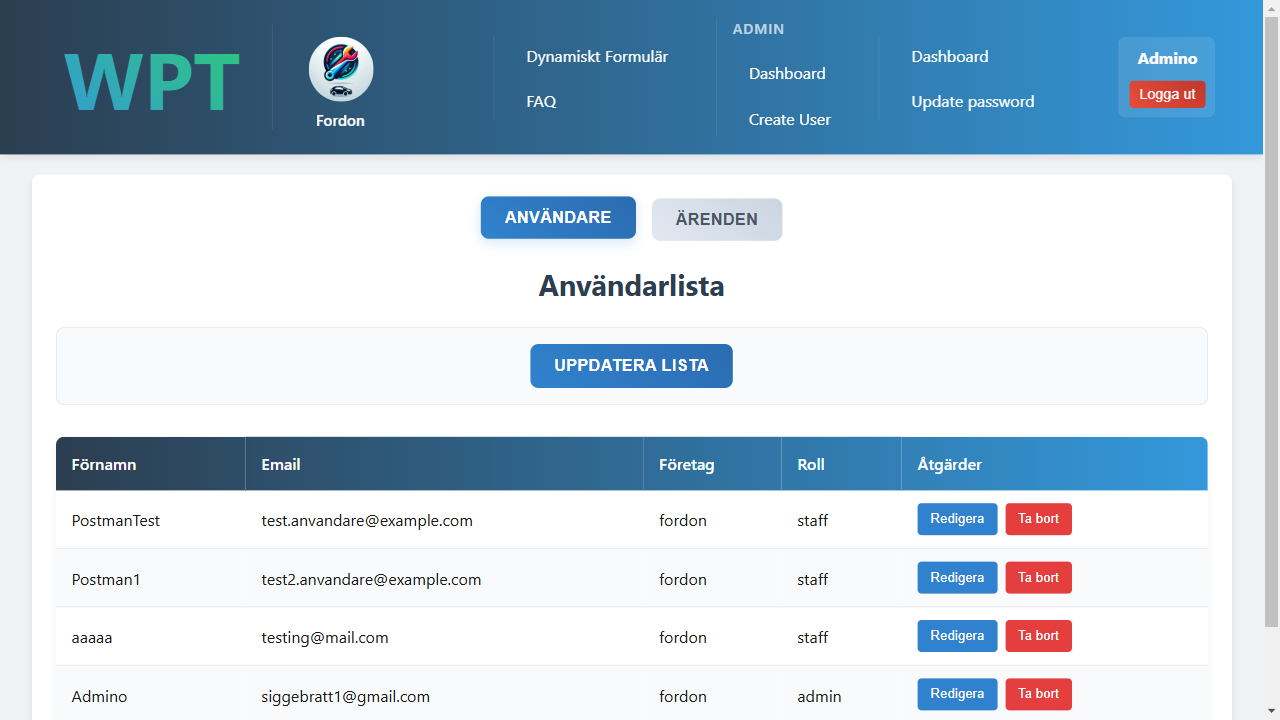 WPT
Fordon
Dynamiskt Formulär
FAQ
ADMIN
Dashboard
Create User
Dashboard
Update password
Admino
Logga ut
ANVÄNDARE ÄRENDEN
Användarlista
UPPDATERA LISTA
Förnamn Email Företag Roll Åtgärder
PostmanTest test.anvandare@example.com fordon staff Redigera Ta bort
Postman1 test2.anvandare@example.com fordon staff Redigera Ta bort
aaaaa testing@mail.com fordon staff Redigera Ta bort
Admino siggebratt1@gmail.com fordon admin Redigera Ta bort